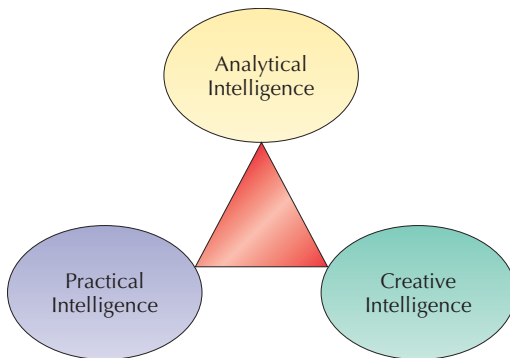 Analytical
Intelligence
Practical
Intelligence
Creative
Intelligence